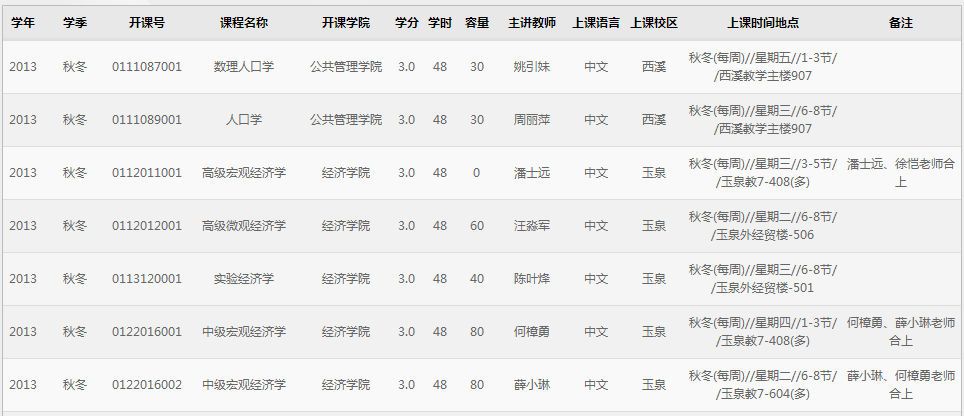 学年 学季 开课号 课程名称 开课学院 学分 学时 容量 主讲教师 上课语言 上课校区 上课时间地点 备注
2013 秋冬 0111087001 数理人口学 公共管理学院 3.0 48 30 姚引妹 中文 西溪 秋冬(每周)//星期五//1-3节/
/西溪教学主楼907
2013 秋冬 0111089001 人口学 公共管理学院 3.0 48 30 周丽萍 中文 西溪 秋冬(每周)//星期三//6-8节/
/西溪教学主楼907
2013 秋冬 0112011001 高级宏观经济学 经济学院 3.0 48 0 潘士远 中文 玉泉 秋冬(每周)//星期三//3-5节/ 潘士远、徐恺老师合
/玉泉教7-408(多) 上
2013 秋冬 0112012001 高级微观经济学 经济学院 3.0 48 60 汪淼军 中文 玉泉 秋冬(每周)//星期二//6-8节/
/玉泉外经贸楼-506
2013 秋冬 0113120001 实验经济学 经济学院 3.0 48 40 陈叶烽 中文 玉泉 秋冬(每周)//星期三//6-8节/
/玉泉外经贸楼-501
2013 秋冬 0122016001 中级宏观经济学 经济学院 3.0 48 80 何樟勇 中文 玉泉 秋冬(每周)//星期四//1-3节/ 何樟勇、薛小琳老师
/玉泉教7-408(多) 合上
2013 秋冬 0122016002 中级宏观经济学 经济学院 3.0 48 80 薛小琳 中文 玉泉 秋冬(每周)//星期二//6-8节/ 薛小琳、何樟勇老师
/玉泉教7-604(多) 合上